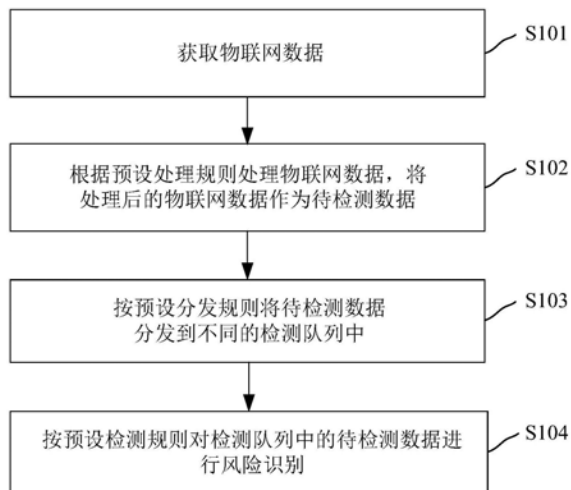 获取物联网数据
S101
根据预设处理规则处理物联网数据，将
处理后的物联网数据作为待检测数据
S102
按预设分发规则将待检测数据
分发到不同的检测队列中
S103
按预设检测规则对检测队列中的待检测数据进
行风险识别
S104